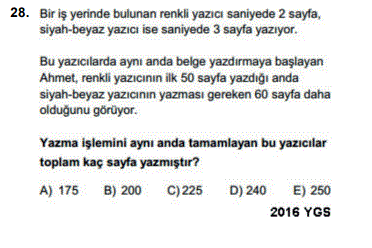 28. Bir iş yerinde bulunan renkli yazıcı saniyede 2 sayfa,
siyah-beyaz yazıcı ise saniyede 3 sayfa yazıyor.
Bu yazıcılarda aynı anda belge yazdırmaya başlayan
Ahmet, renkli yazıcının ilk 50 sayfa yazdığı anda
siyah-beyaz yazıcının yazması gereken 60 sayfa daha
olduğunu görüyor.
Yazma işlemini aynı anda tamamlayan bu yazıcılar
toplam kaç sayfa yazmıştır?
A) 175 B) 200 C) 225 D) 240 E) 250
2016 YGS